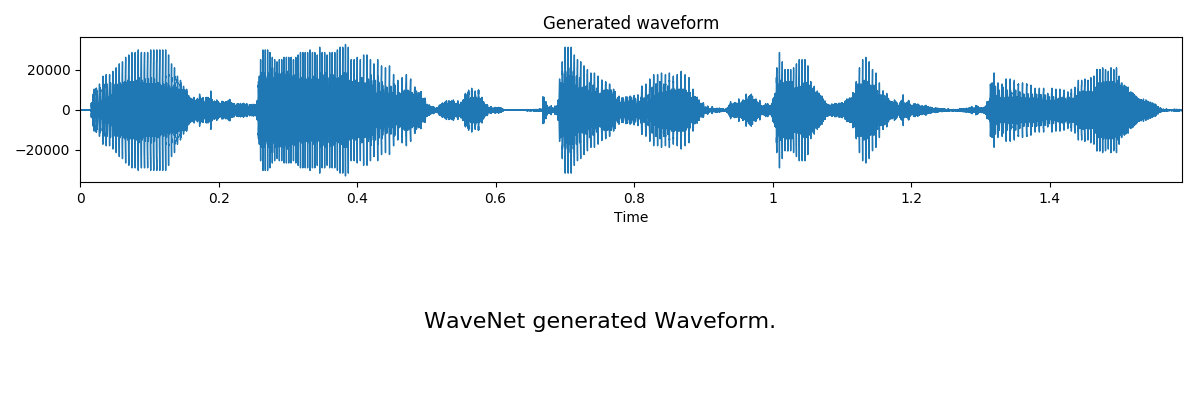 Generated waveform
20000
0
−20000
0 0.2 0.4 0.6 0.8 1 1.2 1.4
Time
WaveNet generated Waveform.